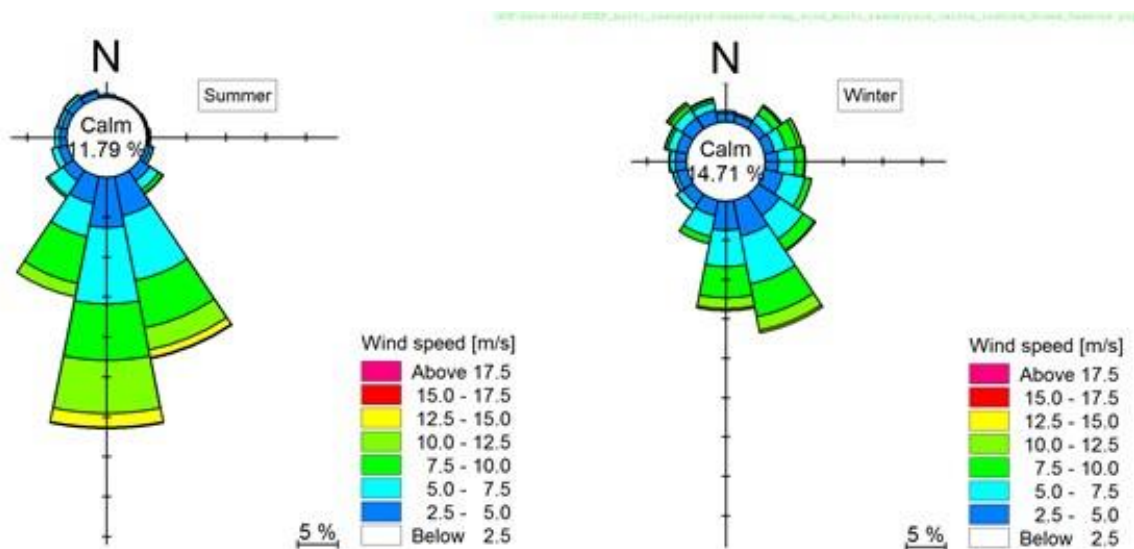 N
Summer
Calm
11.79 %
Wind speed [m/s]
Above 17.5
15.0 - 17.5
12.5 - 15.0
10.0 - 12.5
7.5 - 10.0
5.0 - 7.5
2.5 - 5.0
Below 2.5
5 %
N
Winter
Calm
14.71 %
Wind speed [m/s]
Above 17.5
15.0 - 17.5
12.5 - 15.0
10.0 - 12.5
7.5 - 10.0
5.0 - 7.5
2.5 - 5.0
Below 2.5
5 %